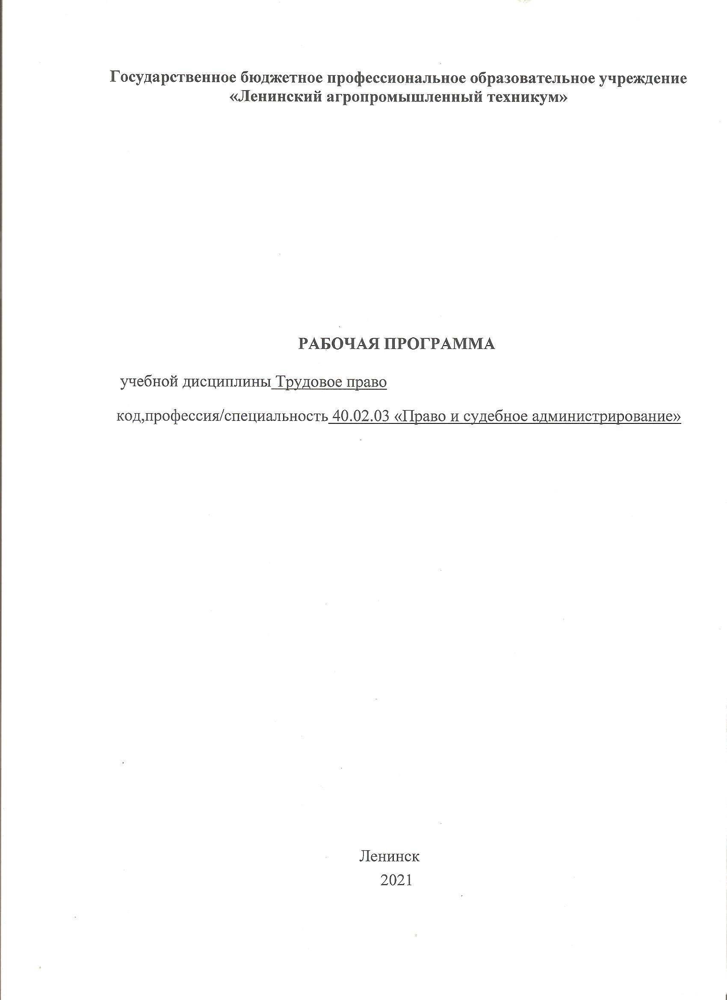 Государственное бюджетное профессиональное образовательное учреждение
«Ленинский агропромышленный техникум»
РАБОЧАЯ ПРОГРАММА
учебной дисциплины Трудовое право
код,профессия/специальность 40.02.03 «Право и судебное администрирование»
Ленинск
2021